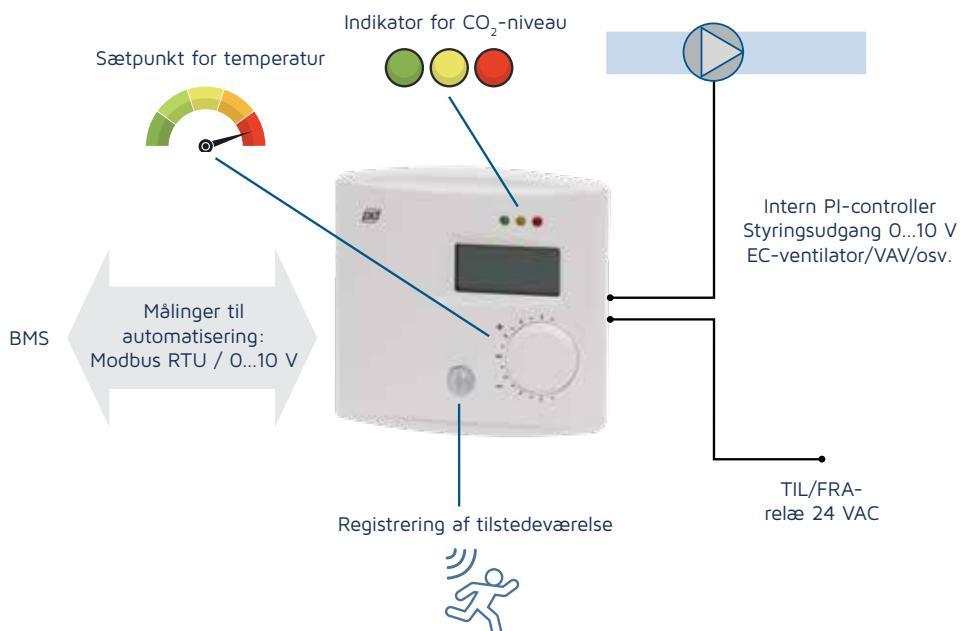 Indikator for CO₂-niveau
Sætpunkt for temperatur
Intern PI-controller
Styringsudgang 0...10 V
EC-ventilator/VAV/osv.
BMS
Målinger til
automatisering:
Modbus RTU / 0...10 V
TIL/FRA-
relæ 24 VAC
Registrering af tilstedeværelse